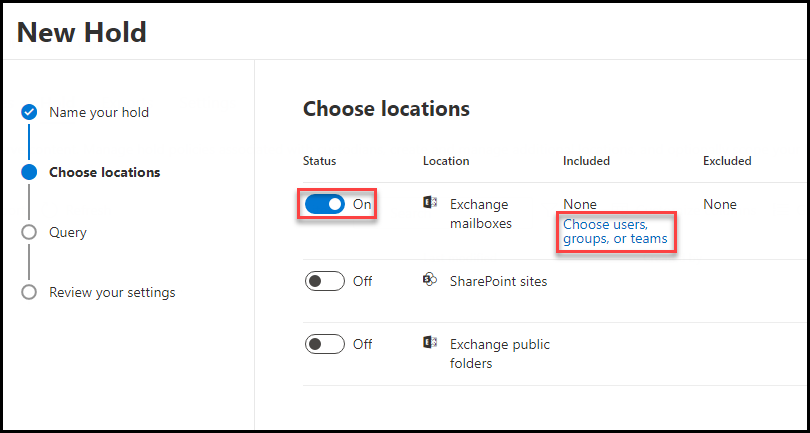 New Hold
Name your hold
Choose locations
Query
Review your settings
Choose locations
Status Location Included Excluded
On Exchange mailboxes None None
Choose users,
groups, or teams
Off SharePoint sites
Off Exchange public
folders